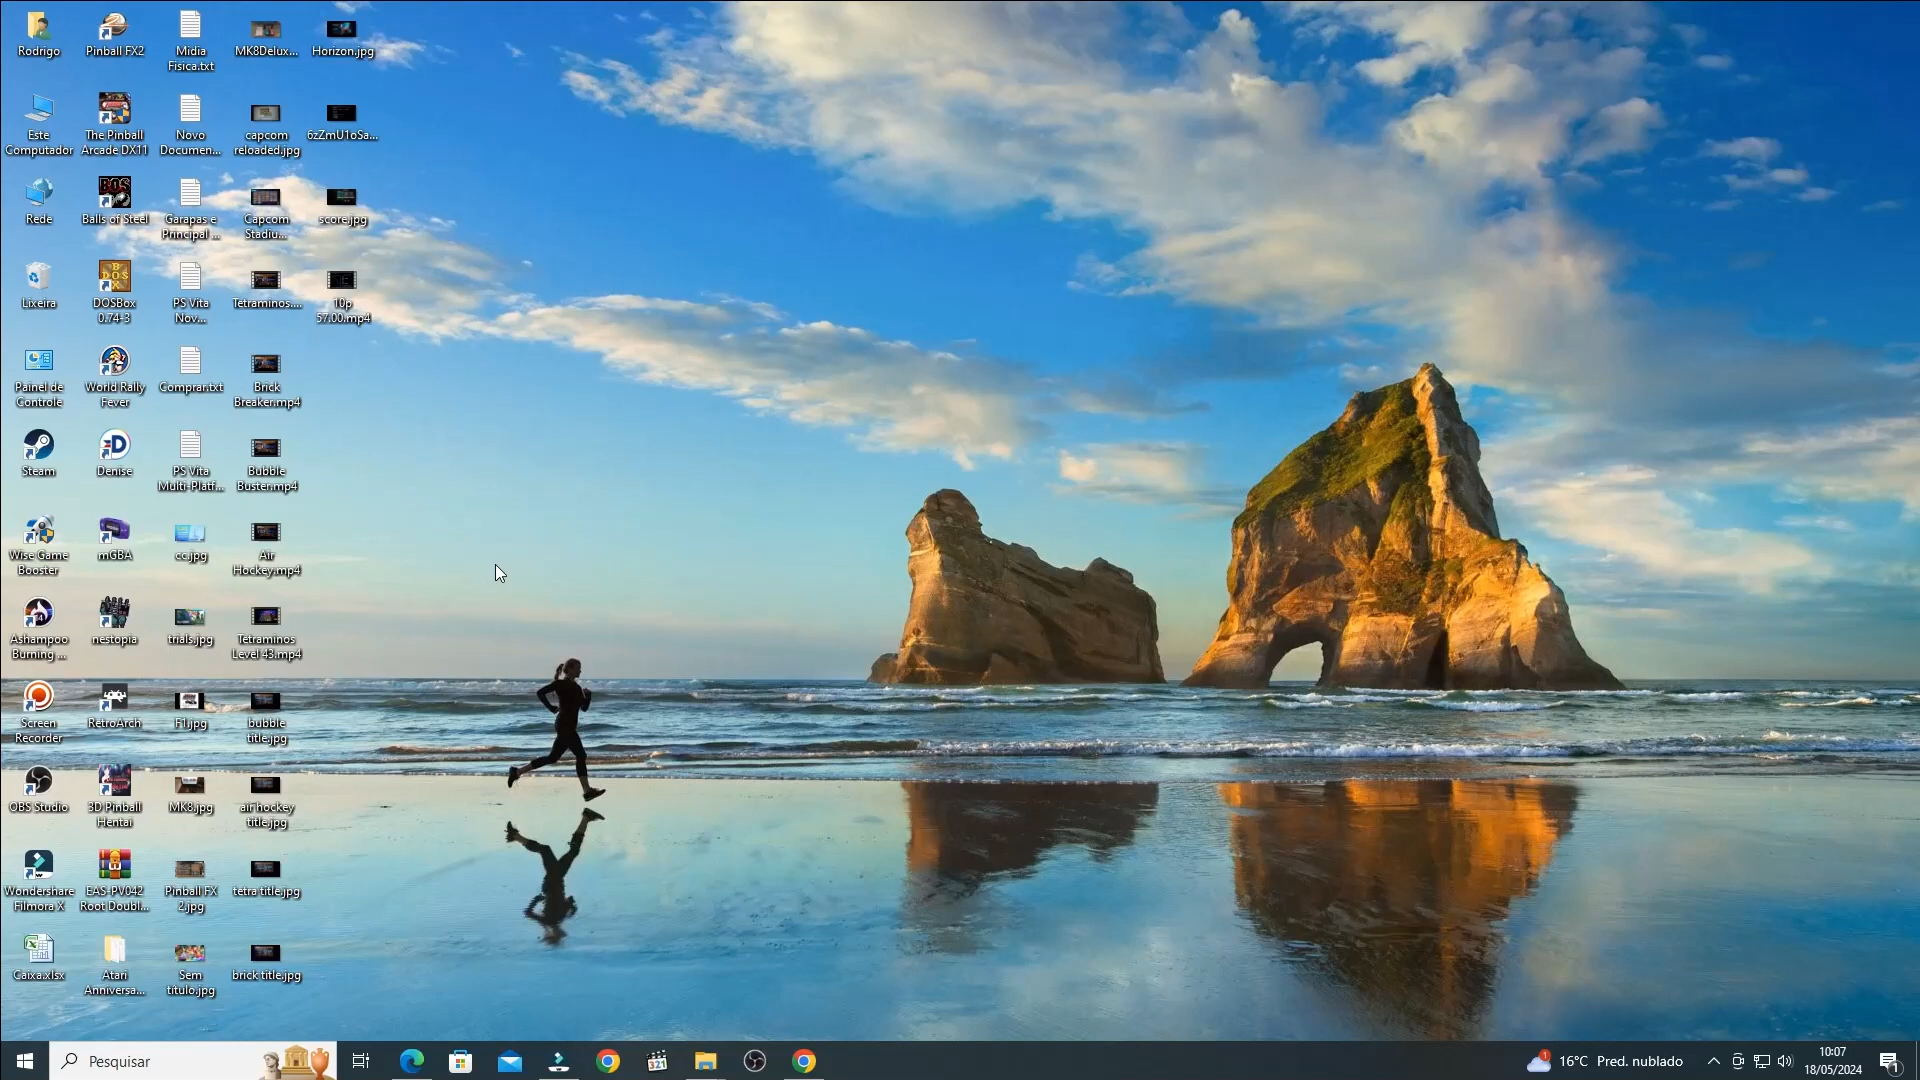 Rodrigo
Pinball FX2
Midia
Fisica.txt
MK8Delux...
Horizon.jpg
Este
Computador
The Pinball
Arcade DX11
Novo
Documen...
capcom
reloaded.jpg
6zZmU1oSa...
Rede
Balls of Steel
Garapas e
Principal ...
Capcom
Stadiu...
score.jpg
Lixeira
DOSBox
0.74-3
PS Vita
Nov...
Tetraminos....
10p
57.00.mp4
Painel de
Controle
World Rally
Fever
Comprar.txt
Brick
Breaker.mp4
Steam
Denise
PS Vita
Multi-Platf...
Bubble
Buster.mp4
Wise Game
Booster
mGBA
cc.jpg
Air
Hockey.mp4
Ashampoo
Burning ...
nestopia
trials.jpg
Tetraminos
Level 43.mp4
Screen
Recorder
RetroArch
F1.jpg
bubble
title.jpg
OBS Studio
3D Pinball
Hentai
MK8.jpg
air hockey
title.jpg
Wondershare
Filmora X
EAS-PV042
Root Doubl...
Pinball FX
2.jpg
tetra title.jpg
Caixa.xlsx
Atari
Anniversa...
Sem
título.jpg
brick title.jpg
Pesquisar
321
1
16°C Pred. nublado
10:07
18/05/2024
1